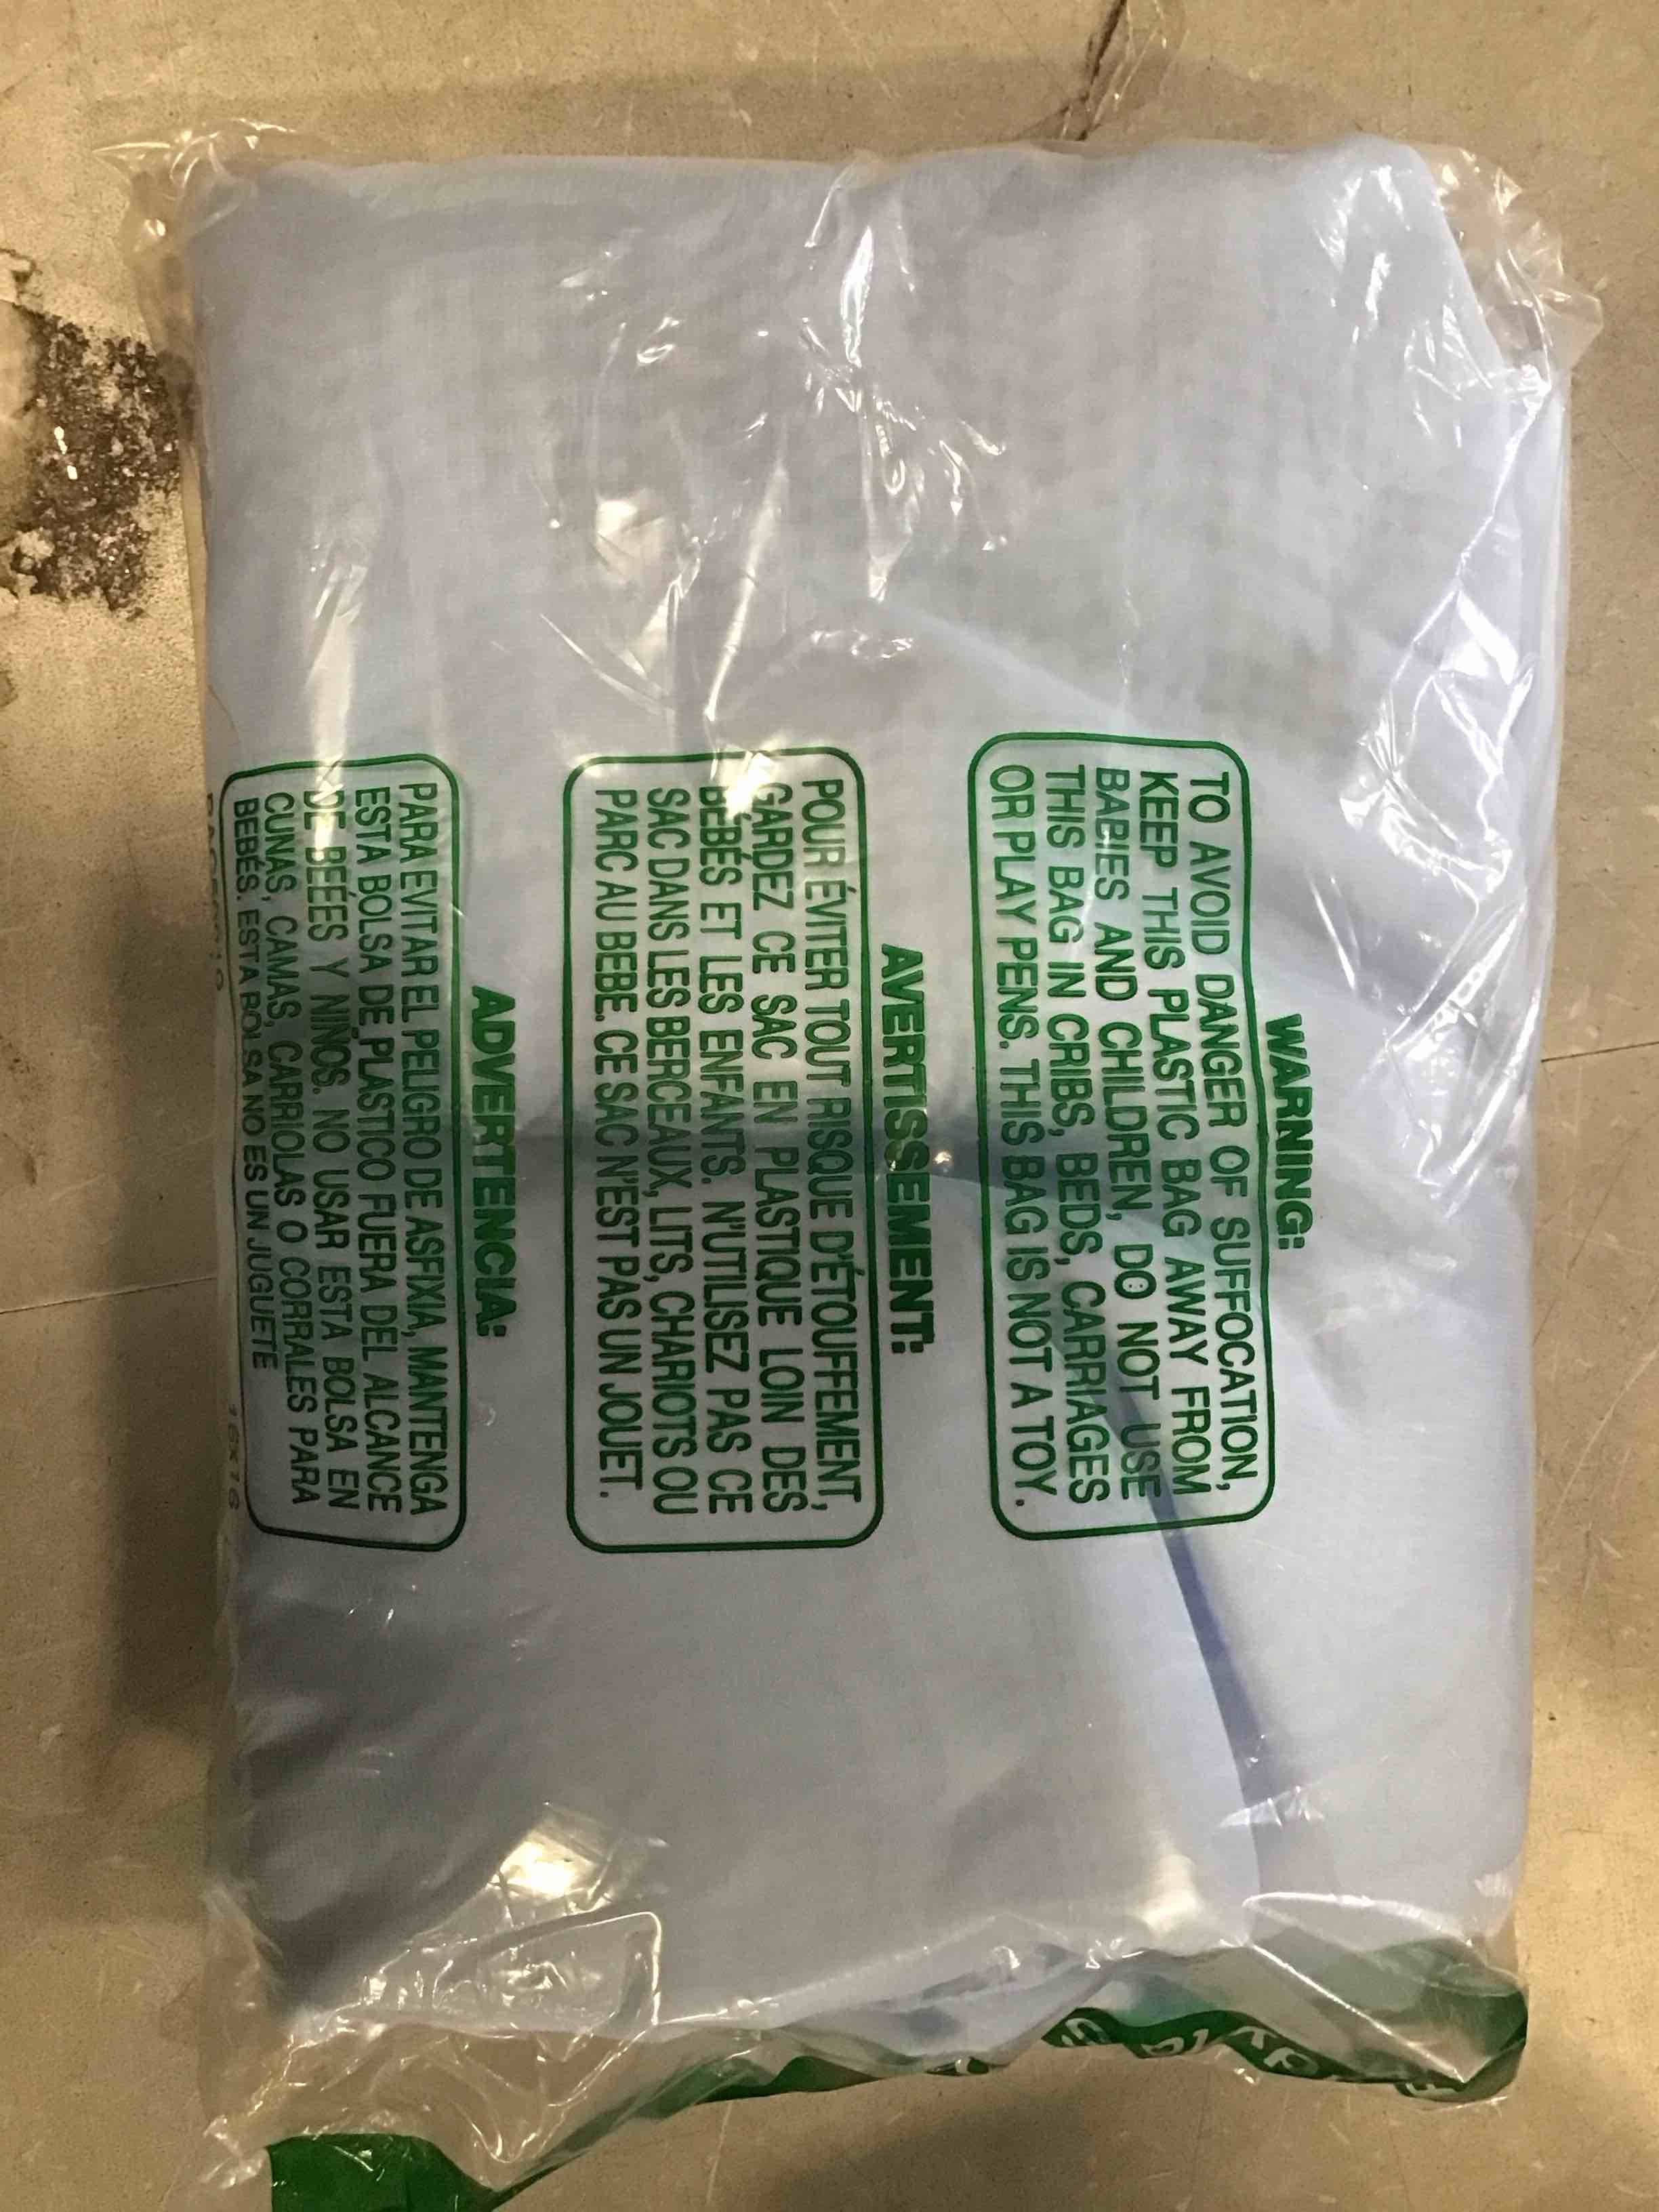 WARNING:
TO AVOID DANGER OF SUFFOCATION,
KEEP THIS PLASTIC BAG AWAY FROM
BABIES AND CHILDREN, DO NOT USE
THIS BAG IN CRIBS, BEDS, CARRIAGES
OR PLAY PENS. THIS BAG IS NOT A TOY.
AVERTISSEMENT:
POUR ÉVITER TOUT RISQUE D'ÉTOUFFEMENT,
GARDEZ CE SAC EN PLASTIQUE LOIN DES
BÉBÉS ET LES ENFANTS. N'UTILISEZ PAS CE
SAC DANS LES BERCEAUX, LITS, CHARIOTS OU
PARC AU BEBE. CE SAC N'EST PAS UN JOUET.
ADVERTENCIA:
PARA EVITAR EL PELIGRO DE ASFIXIA, MANTENGA
ESTA BOLSA DE PLASTICO FUERA DEL ALCANCE
DE BEÉES Y NIÑOS. NO USAR ESTA BOLSA EN
CUNAS, CAMAS, CARRIOLAS O CORRALES PARA
BEBÉS. ESTA BOLSA NO ES UN JUGUETE
16X16